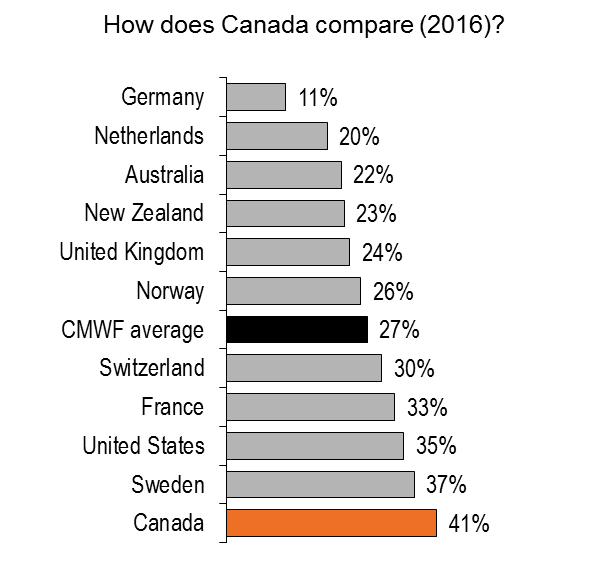 How does Canada compare (2016)?
Germany 11%
Netherlands 20%
Australia 22%
New Zealand 23%
United Kingdom 24%
Norway 26%
CMWF average 27%
Switzerland 30%
France 33%
United States 35%
Sweden 37%
Canada 41%